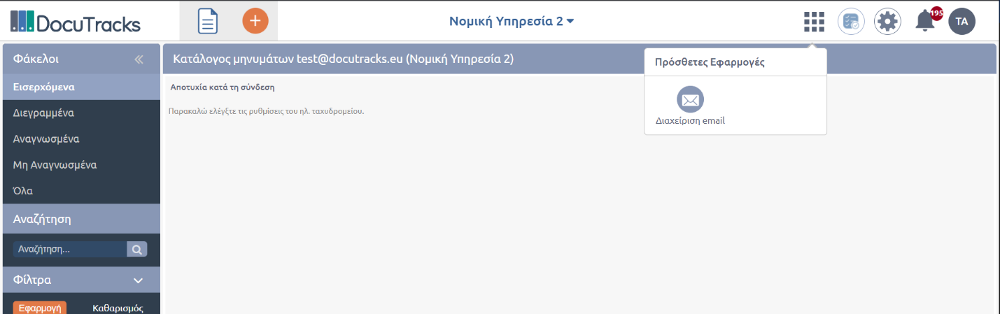 DocuTracks
Νομική Υπηρεσία 2
195
TA
Φάκελοι
Κατάλογος μηνυμάτων test@docutracks.eu (Νομική Υπηρεσία 2)
Πρόσθετες Εφαρμογές
Εισερχόμενα
Αποτυχία κατά τη σύνδεση
Διεγραμμένα
Παρακαλώ ελέγξτε τις ρυθμίσεις του ηλ. ταχυδρομείου.
Διαχείριση email
Αναγνωσμένα
Μη Αναγνωσμένα
Όλα
Αναζήτηση
Αναζήτηση...
Φίλτρα
Εφαρμογή
Καθαρισμός